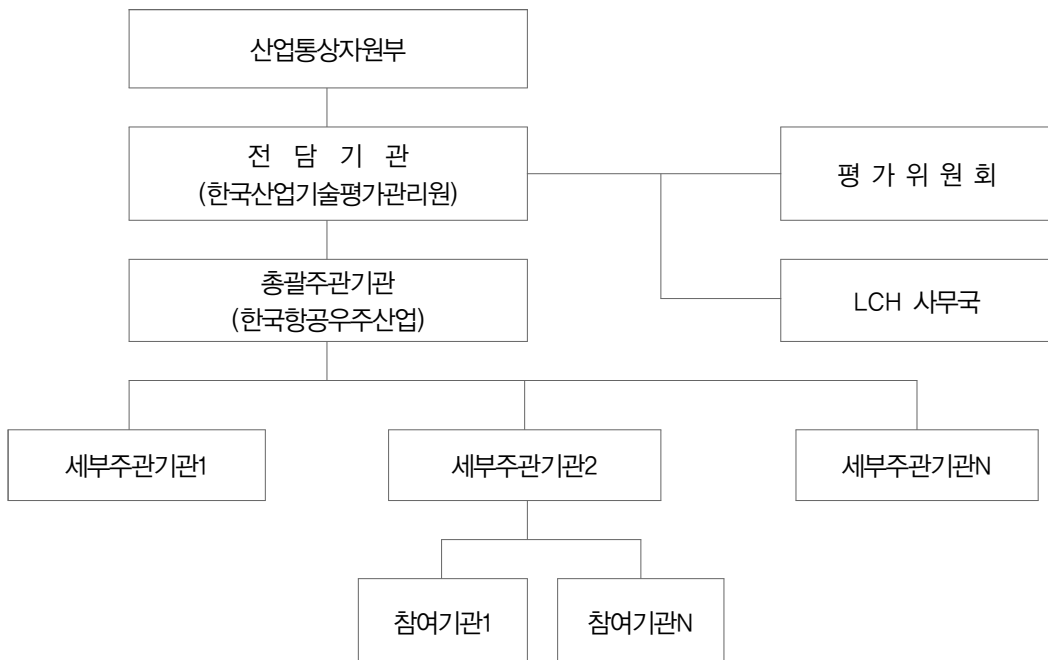 산업통상자원부
전 담 기 관
(한국산업기술평가관리원)
평 가 위 원 회
총괄주관기관
(한국항공우주산업)
LCH 사무국
세부주관기관1
세부주관기관2
세부주관기관N
참여기관1
참여기관N